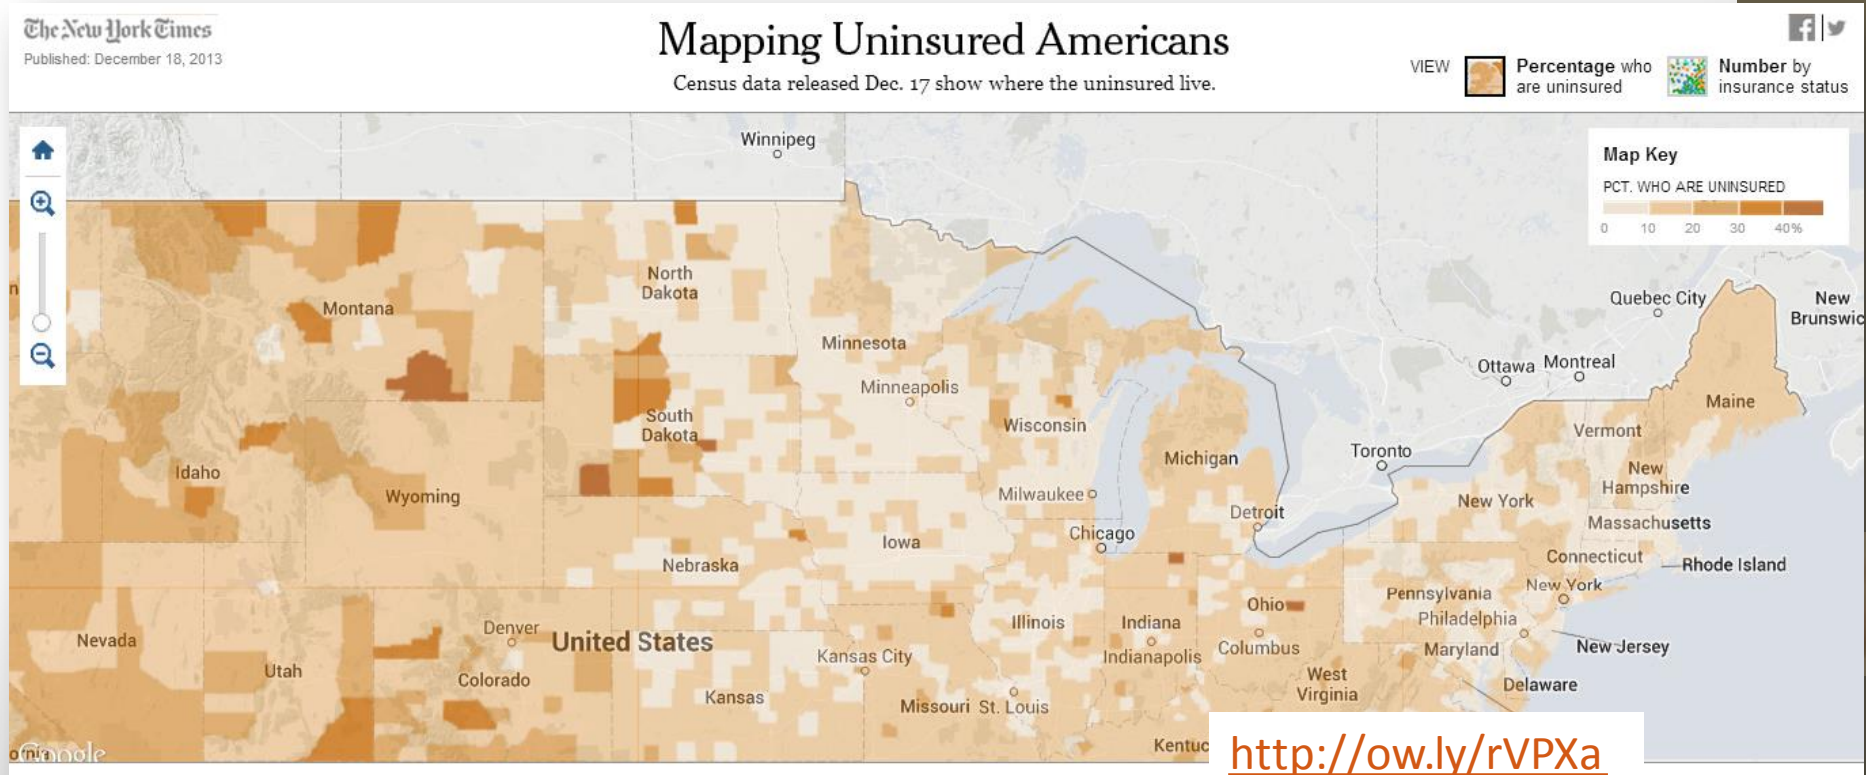 The New York Times
Published: December 18, 2013
Mapping Uninsured Americans
Census data released Dec. 17 show where the uninsured live.
VIEW
Percentage who
are uninsured
Number by
insurance status
Map Key
PCT. WHO ARE UNINSURED
0 10 20 30 40%
Winnipeg
North
Dakota
Montana
Quebec City
New
Brunswic
Minnesota
Ottawa
Montreal
Minneapolis
Maine
South
Dakota
Wisconsin
Vermont
Toronto
Michigan
Idaho
New
Hampshire
Wyoming
Milwaukee
New York
Detroit
Massachusetts
Chicago
Iowa
Connecticut
Rhode Island
Nebraska
New York
Pennsylvania
Ohio
Philadelphia
Illinois
Indiana
Denver
United States
Nevada
Columbus
Maryland
New Jersey
Kansas City
Indianapolis
Utah
Colorado
West
Virginia
Delaware
Kansas
Missouri
St. Louis
Kentuc
Google
http://ow.ly/rVPXa